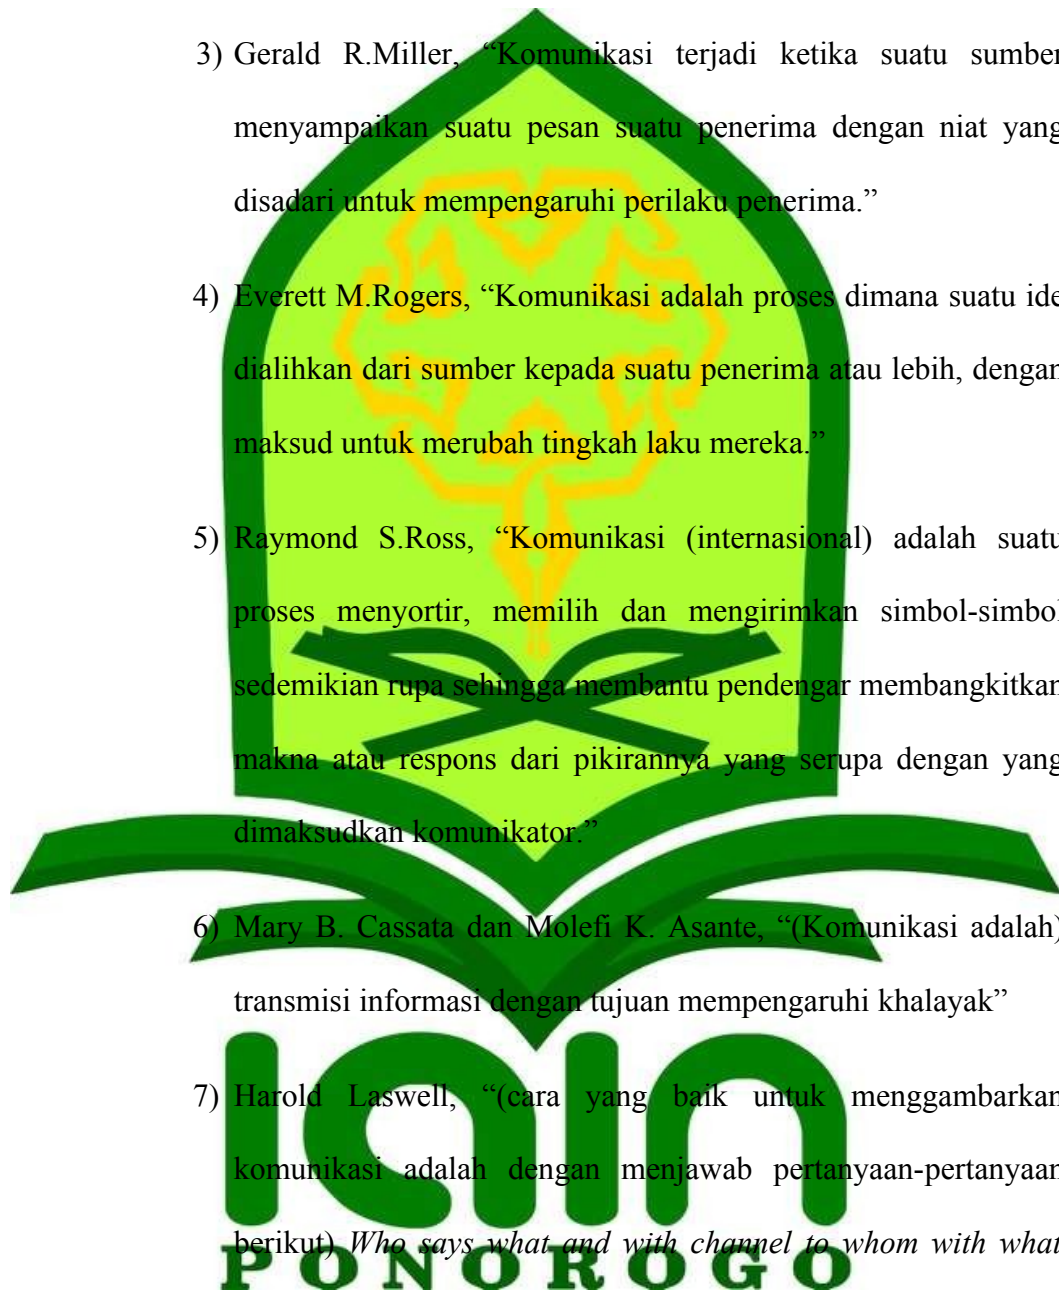 3) Gerald R.Miller, “Komunikasi terjadi ketika suatu sumber
menyampaikan suatu pesan suatu penerima dengan niat yang
disadari untuk mempengaruhi perilaku penerima.”
4) Everett M.Rogers, “Komunikasi adalah proses dimana suatu ide
dialihkan dari sumber kepada suatu penerima atau lebih, dengan
maksud untuk merubah tingkah laku mereka.”
5) Raymond S.Ross, “Komunikasi (internasional) adalah suatu
proses menyortir, memilih dan mengirimkan simbol-simbol
sedemikian rupa sehingga membantu pendengar membangkitkan
makna atau respons dari pikirannya yang serupa dengan yang
dimaksudkan komunikator.”
6) Mary B. Cassata dan Molefi K. Asante, “(Komunikasi adalah)
transmisi informasi dengan tujuan mempengaruhi khalayak”
7) Harold Laswell, “(cara yang baik untuk menggambarkan
komunikasi adalah dengan menjawab pertanyaan-pertanyaan
berikut) Who says what and with channel to whom with what
iain
PONOROGO